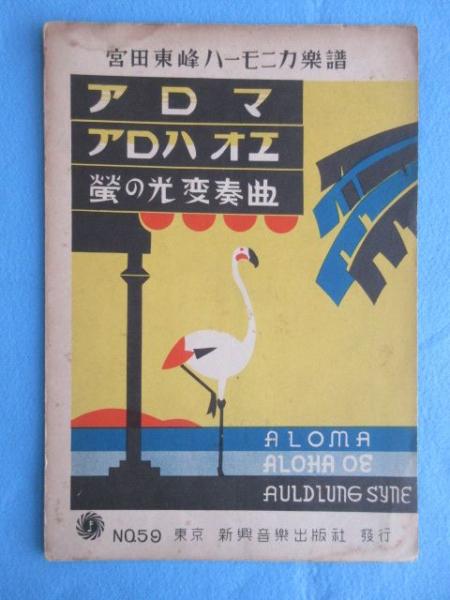 宮田東峰ハーモニカ樂譜
アロマ
アロハ オエ
螢の光変奏曲
ALOMA
ALOHA OE
AULDLUNG SYNE
NO.59 東京 新興音樂出版社 發行